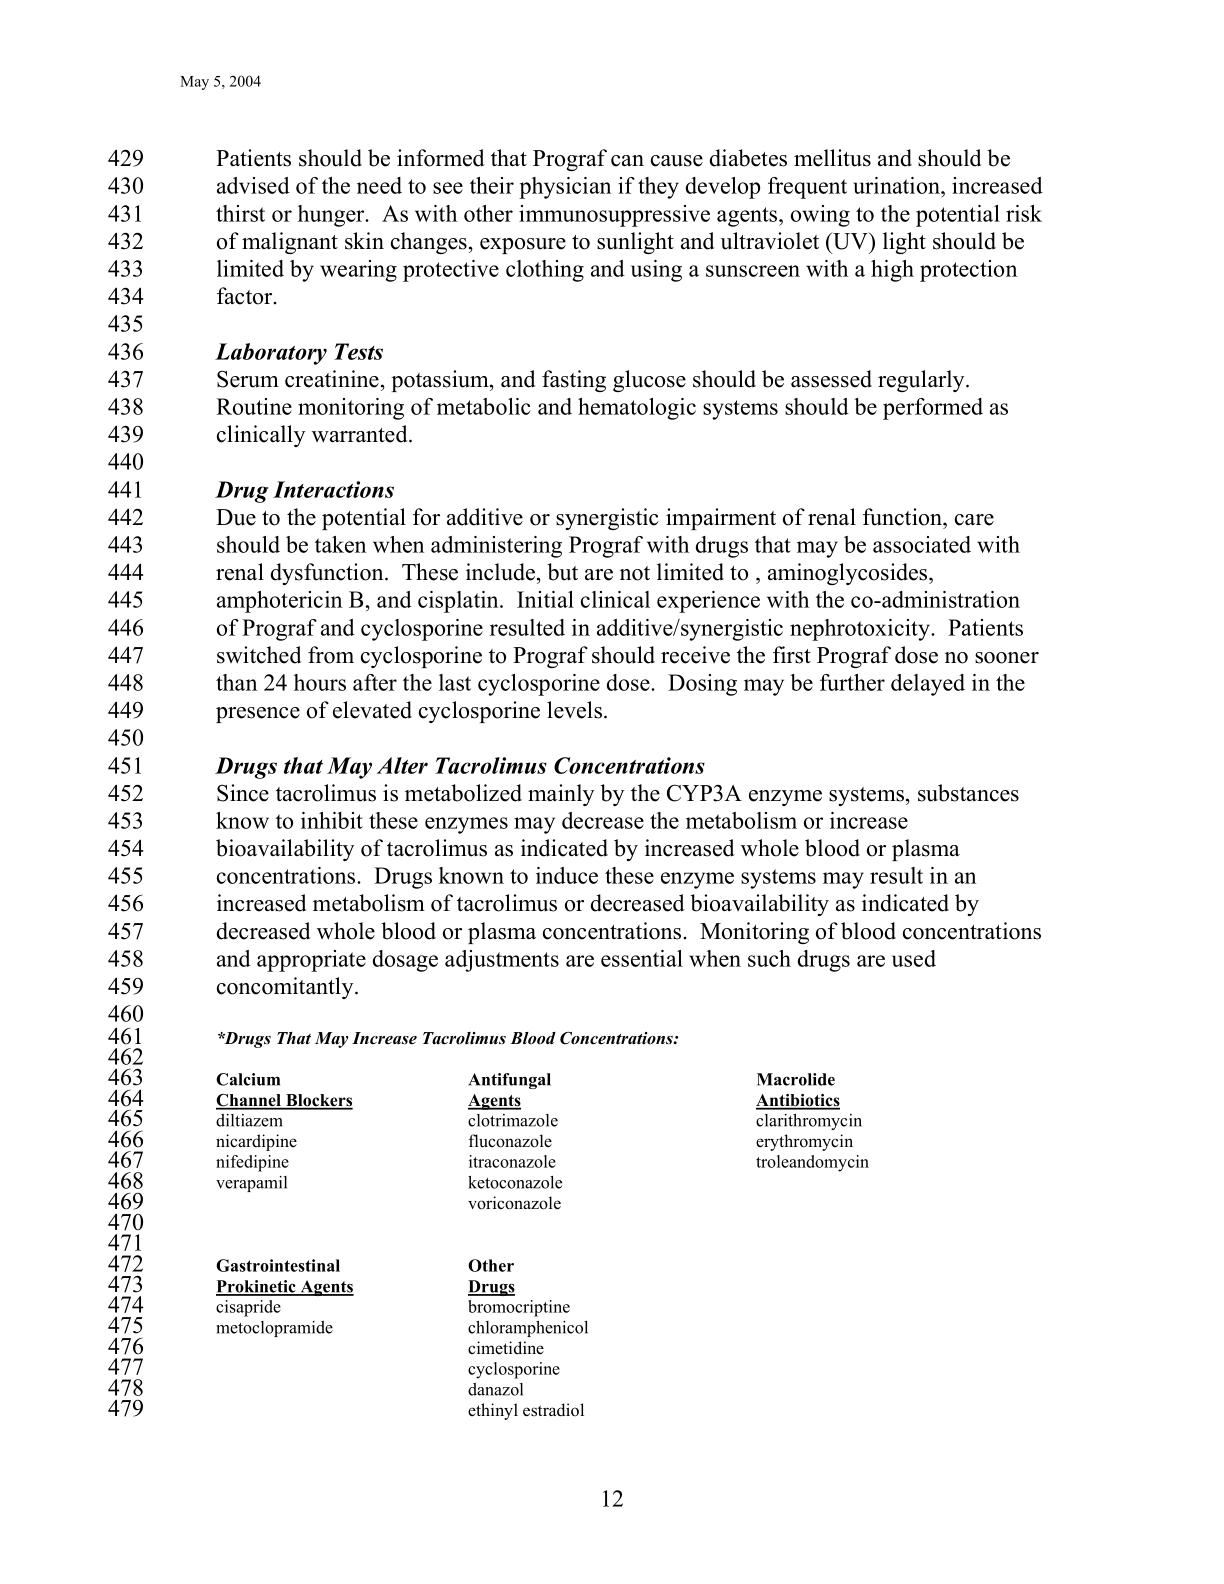 May 5, 2004
429 Patients should be informed that Prograf can cause diabetes mellitus and should be
430 advised of the need to see their physician if they develop frequent urination, increased
431 thirst or hunger.  As with other immunosuppressive agents, owing to the potential risk
432 of malignant skin changes, exposure to sunlight and ultraviolet (UV) light should be
433 limited by wearing protective clothing and using a sunscreen with a high protection
434 factor.
435
436 Laboratory Tests
437 Serum creatinine, potassium, and fasting glucose should be assessed regularly.
438 Routine monitoring of metabolic and hematologic systems should be performed as
439 clinically warranted.
440
441 Drug Interactions
442 Due to the potential for additive or synergistic impairment of renal function, care
443 should be taken when administering Prograf with drugs that may be associated with
444 renal dysfunction.  These include, but are not limited to , aminoglycosides,
445 amphotericin B, and cisplatin.  Initial clinical experience with the co-administration
446 of Prograf and cyclosporine resulted in additive/synergistic nephrotoxicity.  Patients
447 switched from cyclosporine to Prograf should receive the first Prograf dose no sooner
448 than 24 hours after the last cyclosporine dose.  Dosing may be further delayed in the
449 presence of elevated cyclosporine levels.
450
451 Drugs that May Alter Tacrolimus Concentrations
452 Since tacrolimus is metabolized mainly by the CYP3A enzyme systems, substances
453 know to inhibit these enzymes may decrease the metabolism or increase
454 bioavailability of tacrolimus as indicated by increased whole blood or plasma
455 concentrations.  Drugs known to induce these enzyme systems may result in an
456 increased metabolism of tacrolimus or decreased bioavailability as indicated by
457 decreased whole blood or plasma concentrations.  Monitoring of blood concentrations
458 and appropriate dosage adjustments are essential when such drugs are used
459 concomitantly.
460
461 *Drugs That May Increase Tacrolimus Blood Concentrations:
462
463 Calcium Antifungal Macrolide
464 Channel Blockers Agents Antibiotics
465 diltiazem clotrimazole clarithromycin
466 nicardipine fluconazole erythromycin
467 nifedipine itraconazole troleandomycin
468 verapamil ketoconazole
469 voriconazole
470
471
472 Gastrointestinal Other
473 Prokinetic Agents Drugs
474 cisapride bromocriptine
475 metoclopramide chloramphenicol
476 cimetidine
477 cyclosporine
478 danazol
479 ethinyl estradiol
12